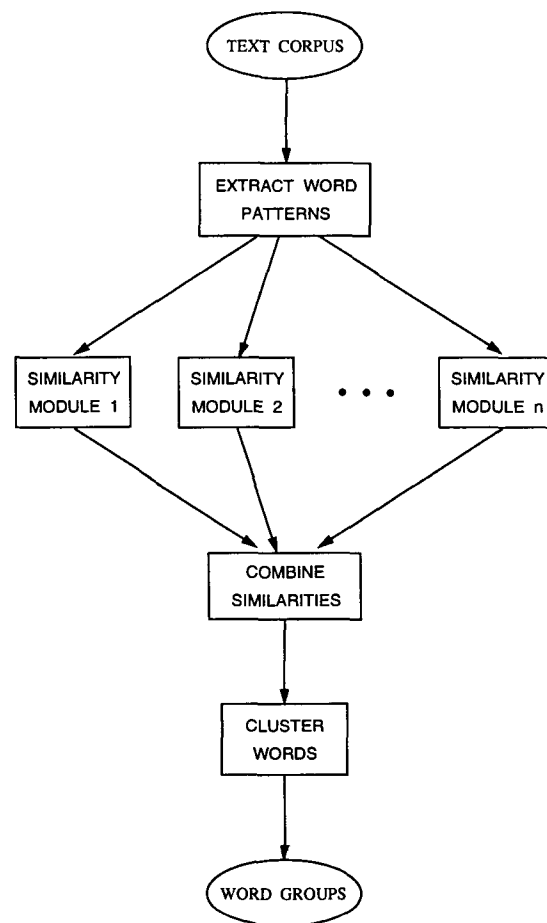 TEXT CORPUS
EXTRACT WORD
PATTERNS
SIMILARITY
MODULE 1
SIMILARITY
MODULE 2
• • •
SIMILARITY
MODULE n
COMBINE
SIMILARITIES
CLUSTER
WORDS
WORD GROUPS